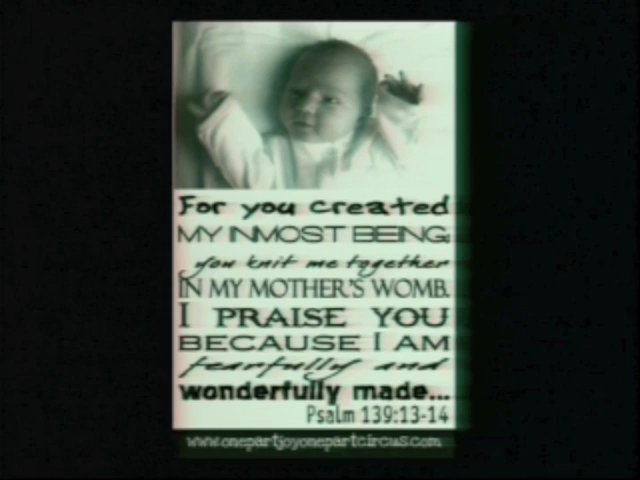 For you created
MY INMOST BEING;
you knit me together
IN MY MOTHER'S WOMB.
I PRAISE YOU
BECAUSE I AM
fearfully and
wonderfully made...
Psalm 139:13-14
www.onepartjoyonepartcircus.com